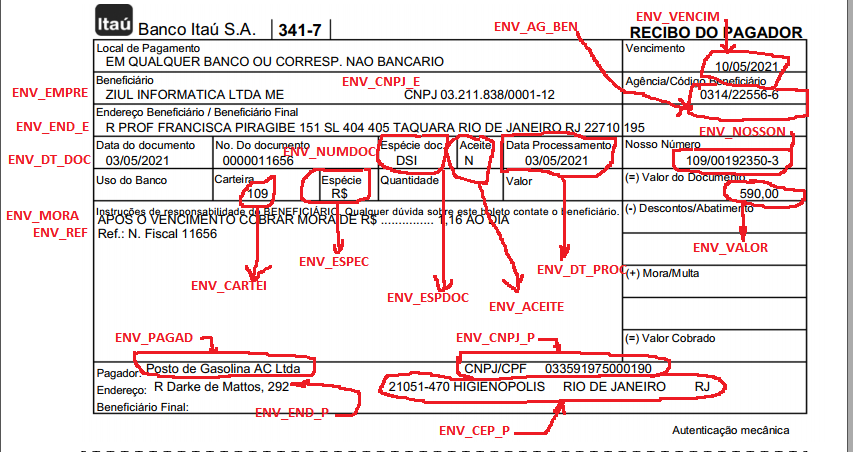 Itaú Banco Itaú S.A. 341-7 ENV_AG_BEN ENV_VENCIM
RECIBO DO PAGADOR
Local de Pagamento Vencimento
EM QUALQUER BANCO OU CORRESP. NAO BANCARIO 10/05/2021
Beneficiário ENV_CNPJ_E Agência/Código Beneficiário
ENV_EMPRE ZIUL INFORMATICA LTDA ME CNPJ 03.211.838/0001-12 0314/22556-6
Endereço Beneficiário / Beneficiário Final
ENV_END_E R PROF FRANCISCA PIRAGIBE 151 SL 404 405 TAQUARA RIO DE JANEIRO RJ 22710 195
ENV_NOSSON
Data do documento No. Do documento Espécie doc. Aceite Data Processamento Nosso Número
ENV_DT_DOC 03/05/2021 0000011656 ENV_NUMDOC DSI N 03/05/2021 109/00192350-3
Uso do Banco Carteira Espécie Quantidade Valor (=) Valor do Documento
109 R$ 590.00
Instruções de responsabilidade do BENEFICIÁRIO. Qualquer dúvida sobre este boleto contate o beneficiário. (-) Descontos/Abatimento
ENV_MORA APOS O VENCIMENTO COBRAR MORA DE R$ ............... 1,16 AO DIA
ENV_REF Ref.: N. Fiscal 11656
ENV_VALOR
ENV_ESPEC
ENV_DT_PROC (+) Mora/Multa
ENV_CARTEI
ENV_ESPDOC
ENV_ACEITE
ENV_PAGAD ENV_CNPJ_P (=) Valor Cobrado
Pagador: Posto de Gasolina AC Ltda CNPJ/CPF 033591975000190
Endereço: R Darke de Mattos, 292 21051-470 HIGIENOPOLIS RIO DE JANEIRO RJ
Beneficiário Final: ENV_END_P
ENV_CEP_P
Autenticação mecânica